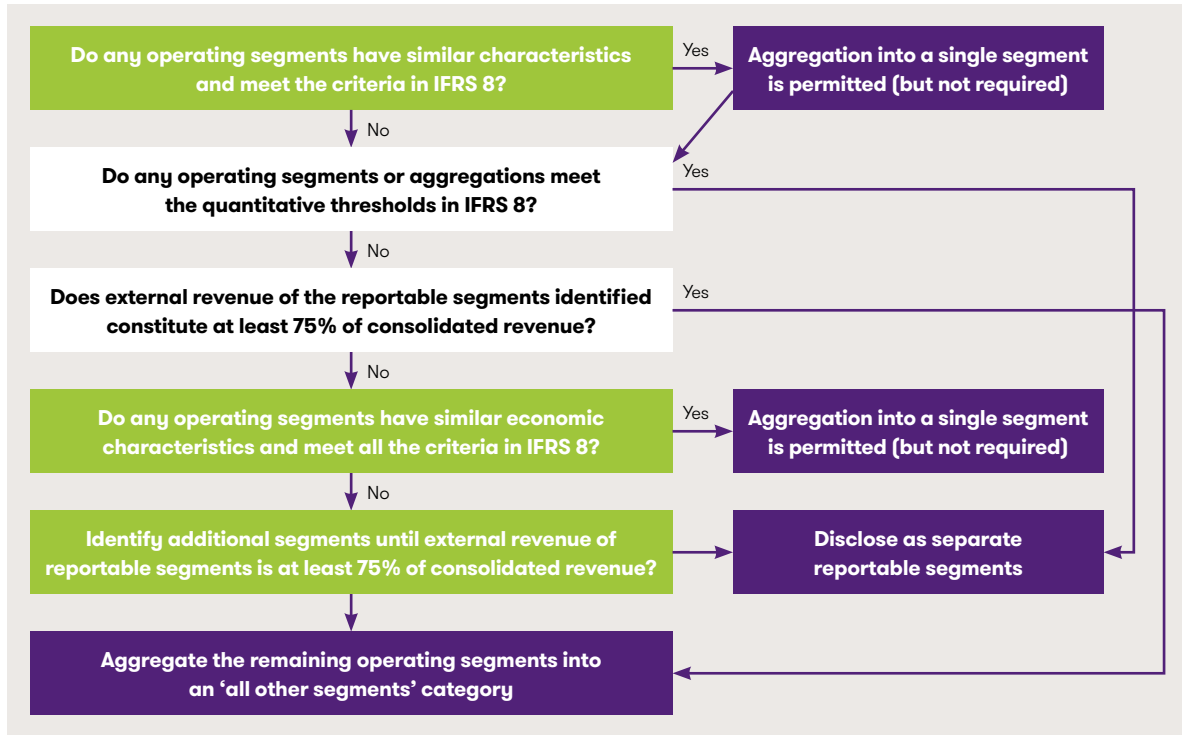 Do any operating segments have similar characteristics
and meet the criteria in IFRS 8?
Yes
Aggregation into a single segment
is permitted (but not required)
No
Do any operating segments or aggregations meet
the quantitative thresholds in IFRS 8?
Yes
No
Does external revenue of the reportable segments identified
constitute at least 75% of consolidated revenue?
Yes
No
Do any operating segments have similar economic
characteristics and meet all the criteria in IFRS 8?
Yes
Aggregation into a single segment
is permitted (but not required)
No
Identify additional segments until external revenue of
reportable segments is at least 75% of consolidated revenue?
Disclose as separate
reportable segments
Aggregate the remaining operating segments into
an ‘all other segments’ category